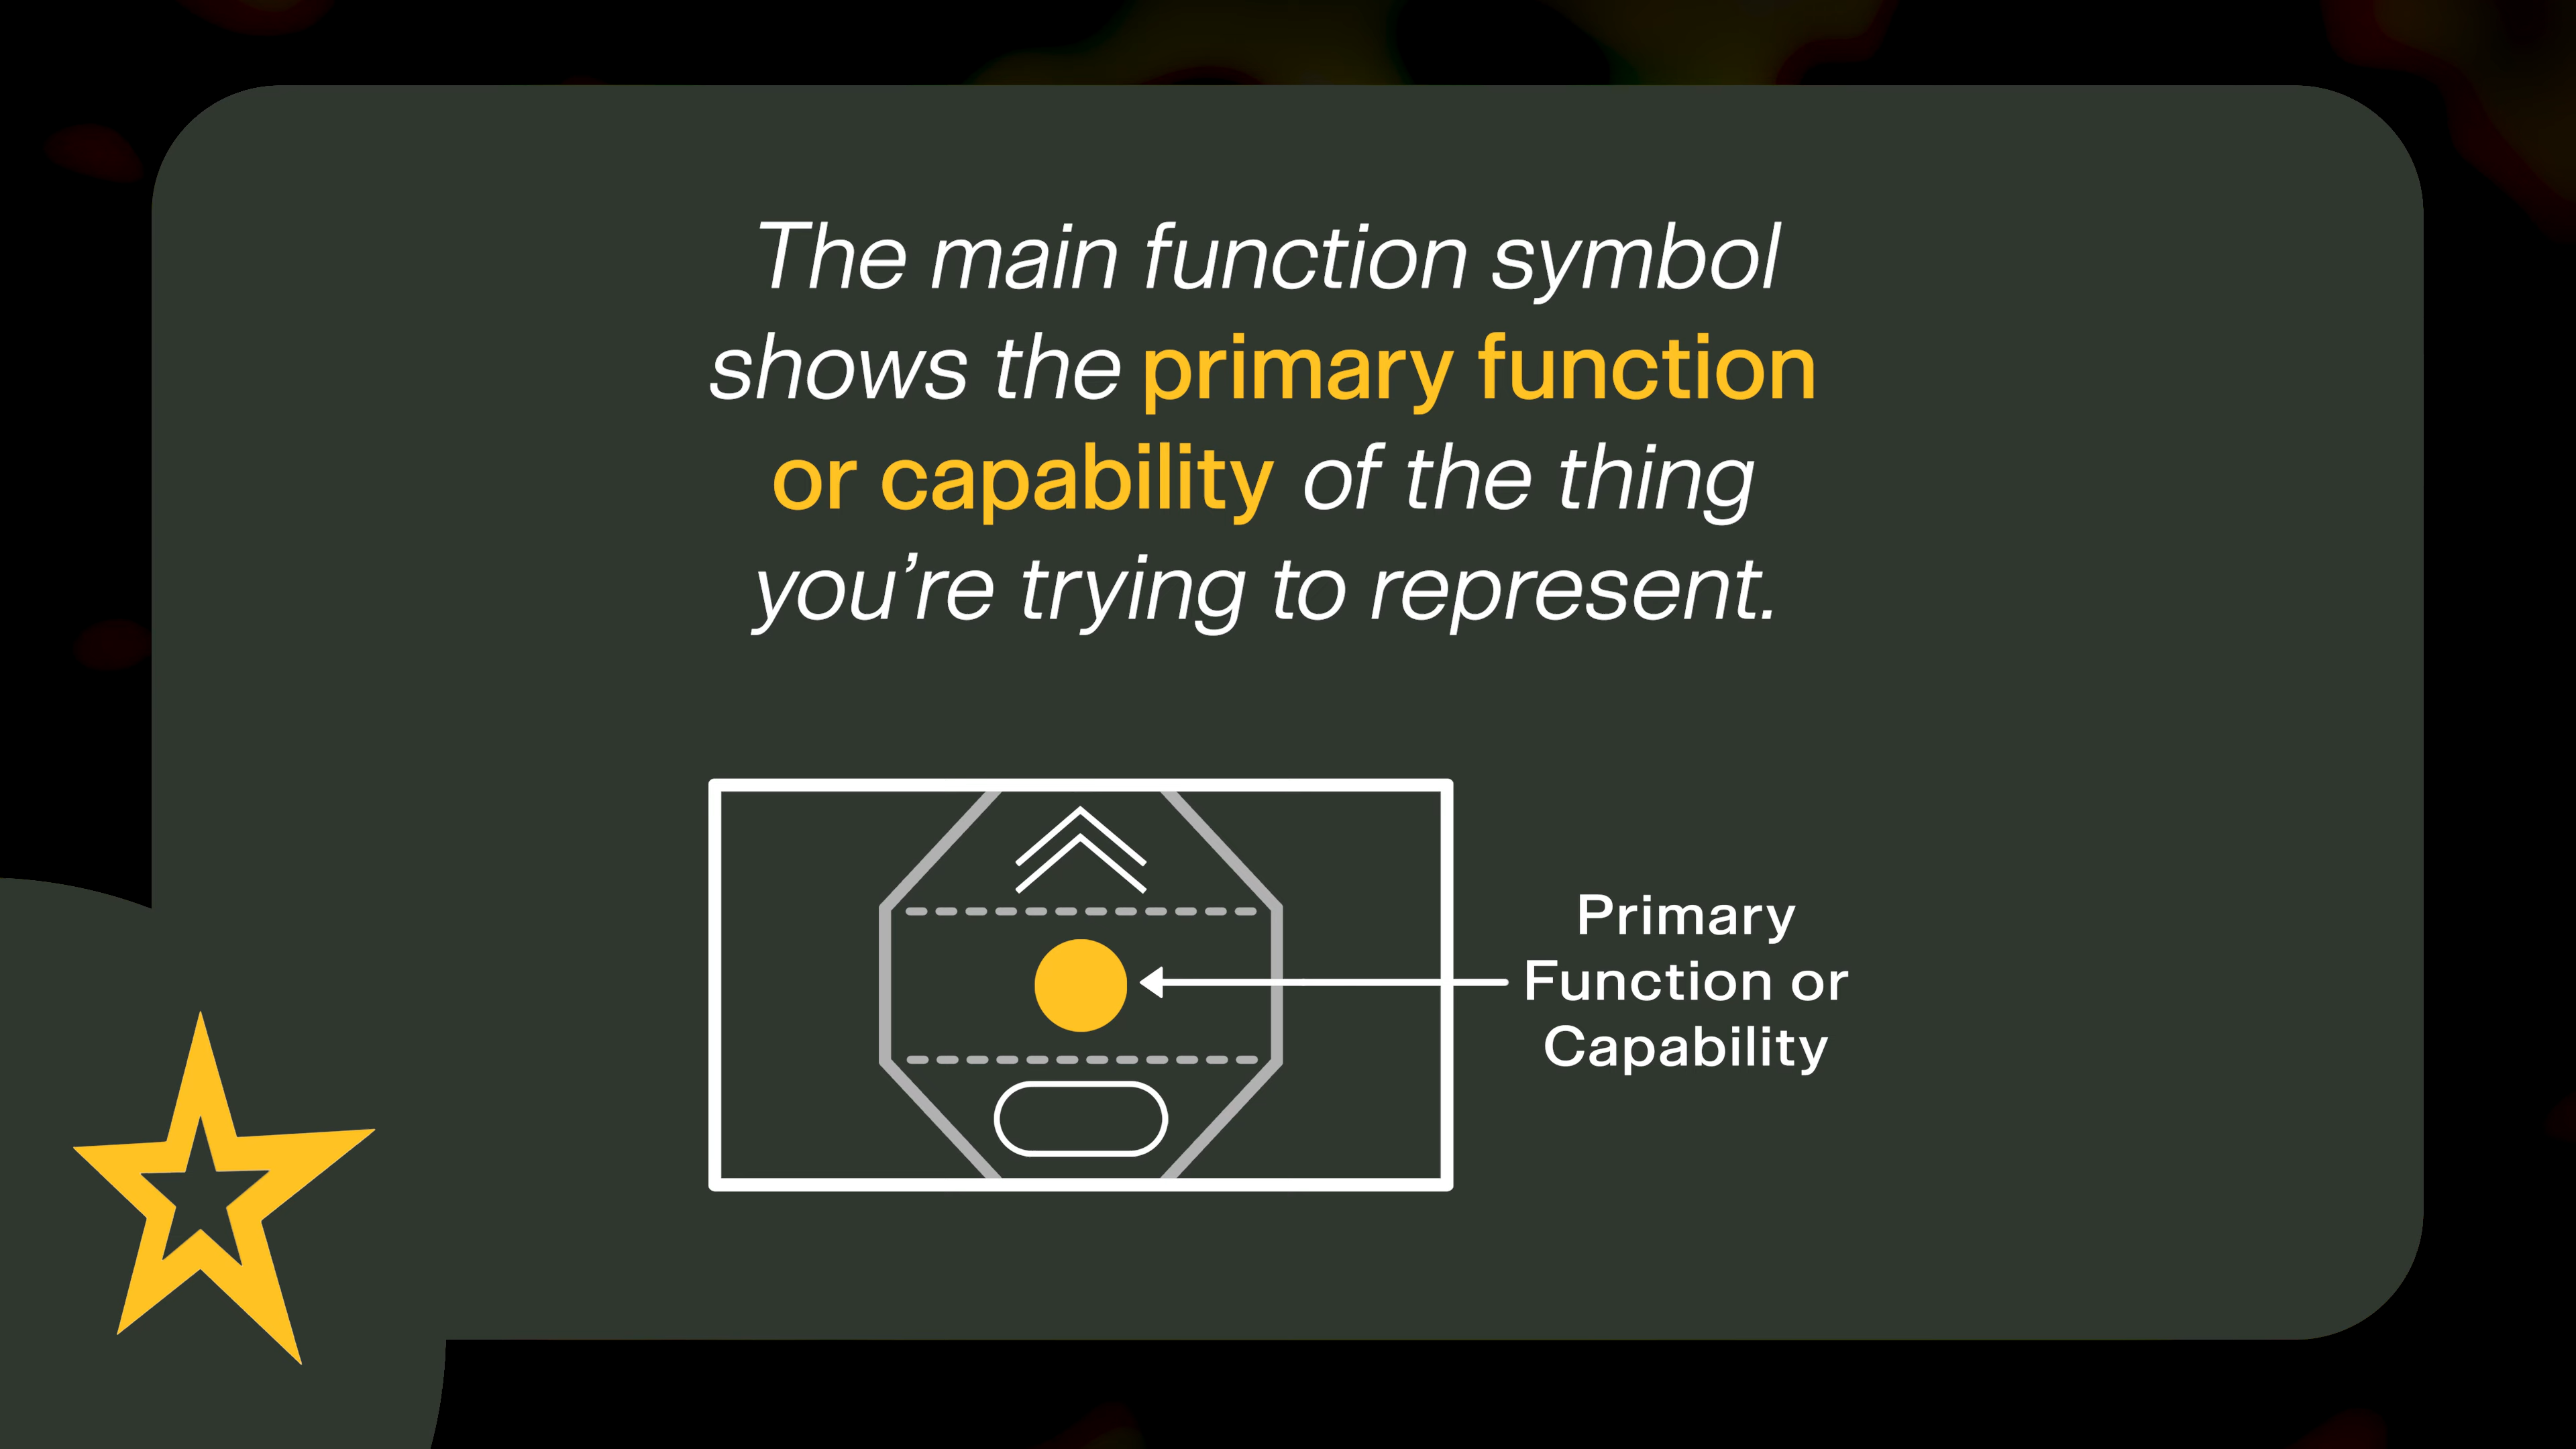 The main function symbol
shows the primary function
or capability of the thing
you’re trying to represent.
Primary
Function or
Capability